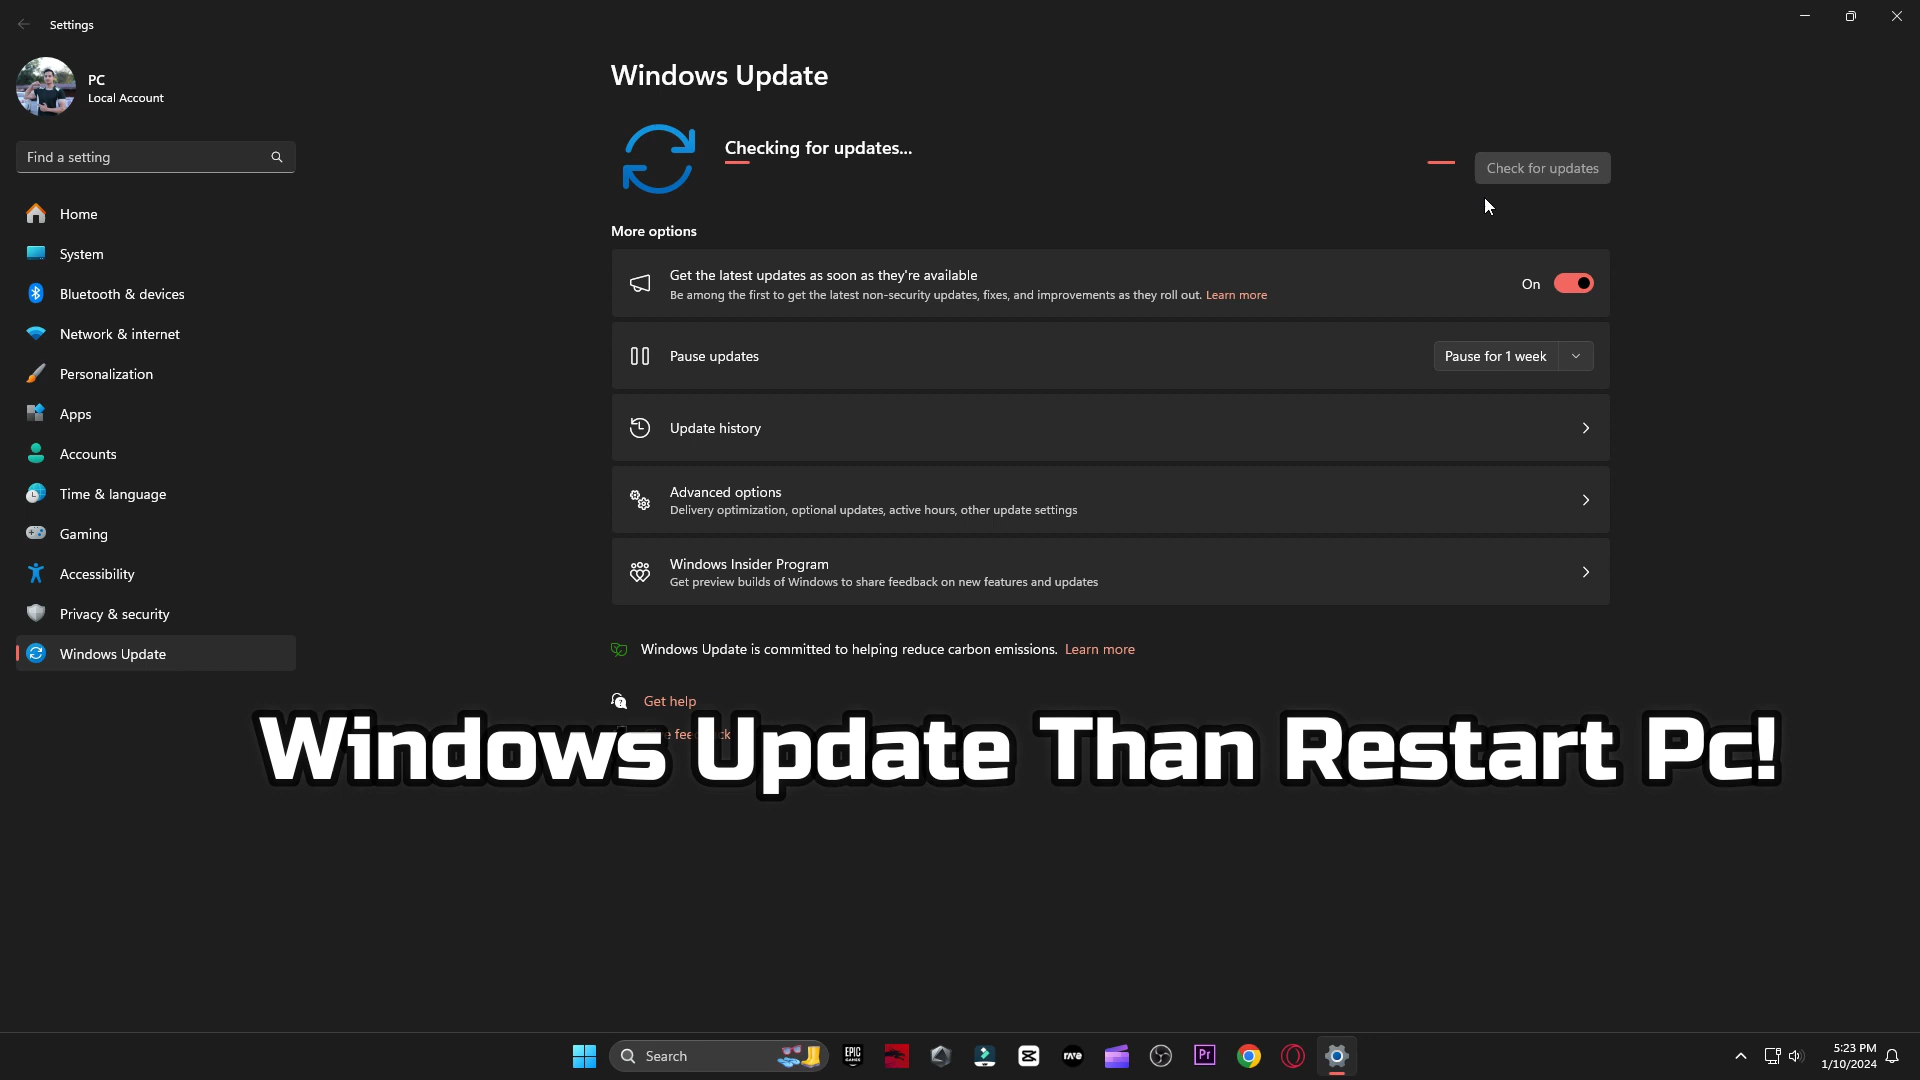 Settings
PC
Local Account
Find a setting
Home
System
Bluetooth & devices
Network & internet
Personalization
Apps
Accounts
Time & language
Gaming
Accessibility
Privacy & security
Windows Update
Windows Update
Checking for updates...
Check for updates
More options
Get the latest updates as soon as they're available
Be among the first to get the latest non-security updates, fixes, and improvements as they roll out. Learn more
On
Pause updates
Pause for 1 week
Update history
Advanced options
Delivery optimization, optional updates, active hours, other update settings
Windows Insider Program
Get preview builds of Windows to share feedback on new features and updates
Windows Update is committed to helping reduce carbon emissions. Learn more
Get help
Windows Update Than Restart Pc!
Search
EPIC
GAMES
rave
Pr
5:23 PM
1/10/2024